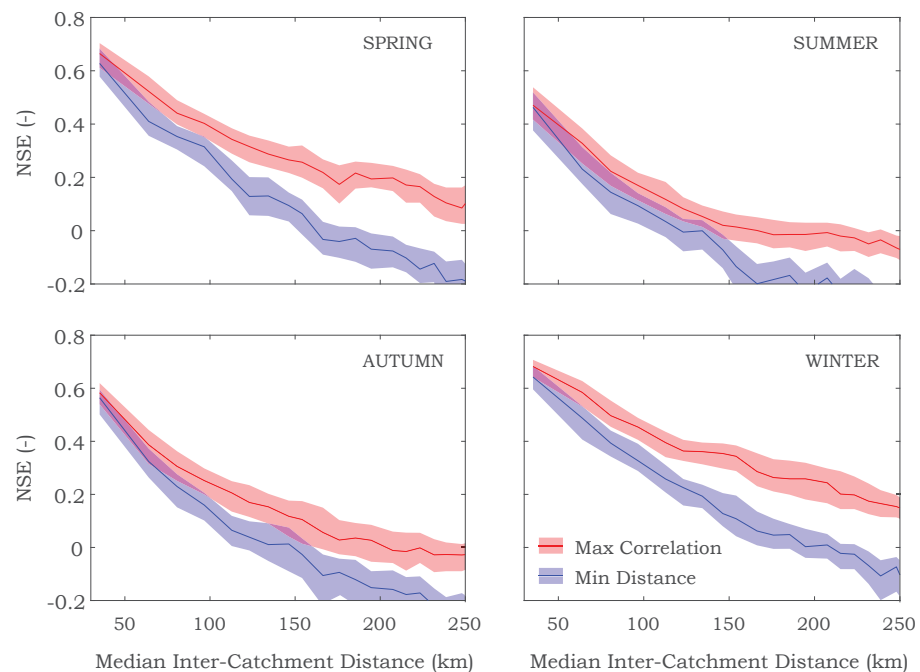 0.8
SPRING
SUMMER
0.6
0.4
NSE (-)
0.2
0
-0.2
0.8
AUTUMN
WINTER
0.6
0.4
NSE (-)
0.2
0
Max Correlation
Min Distance
-0.2
50 100 150 200 250 50 100 150 200 250
Median Inter-Catchment Distance (km) Median Inter-Catchment Distance (km)